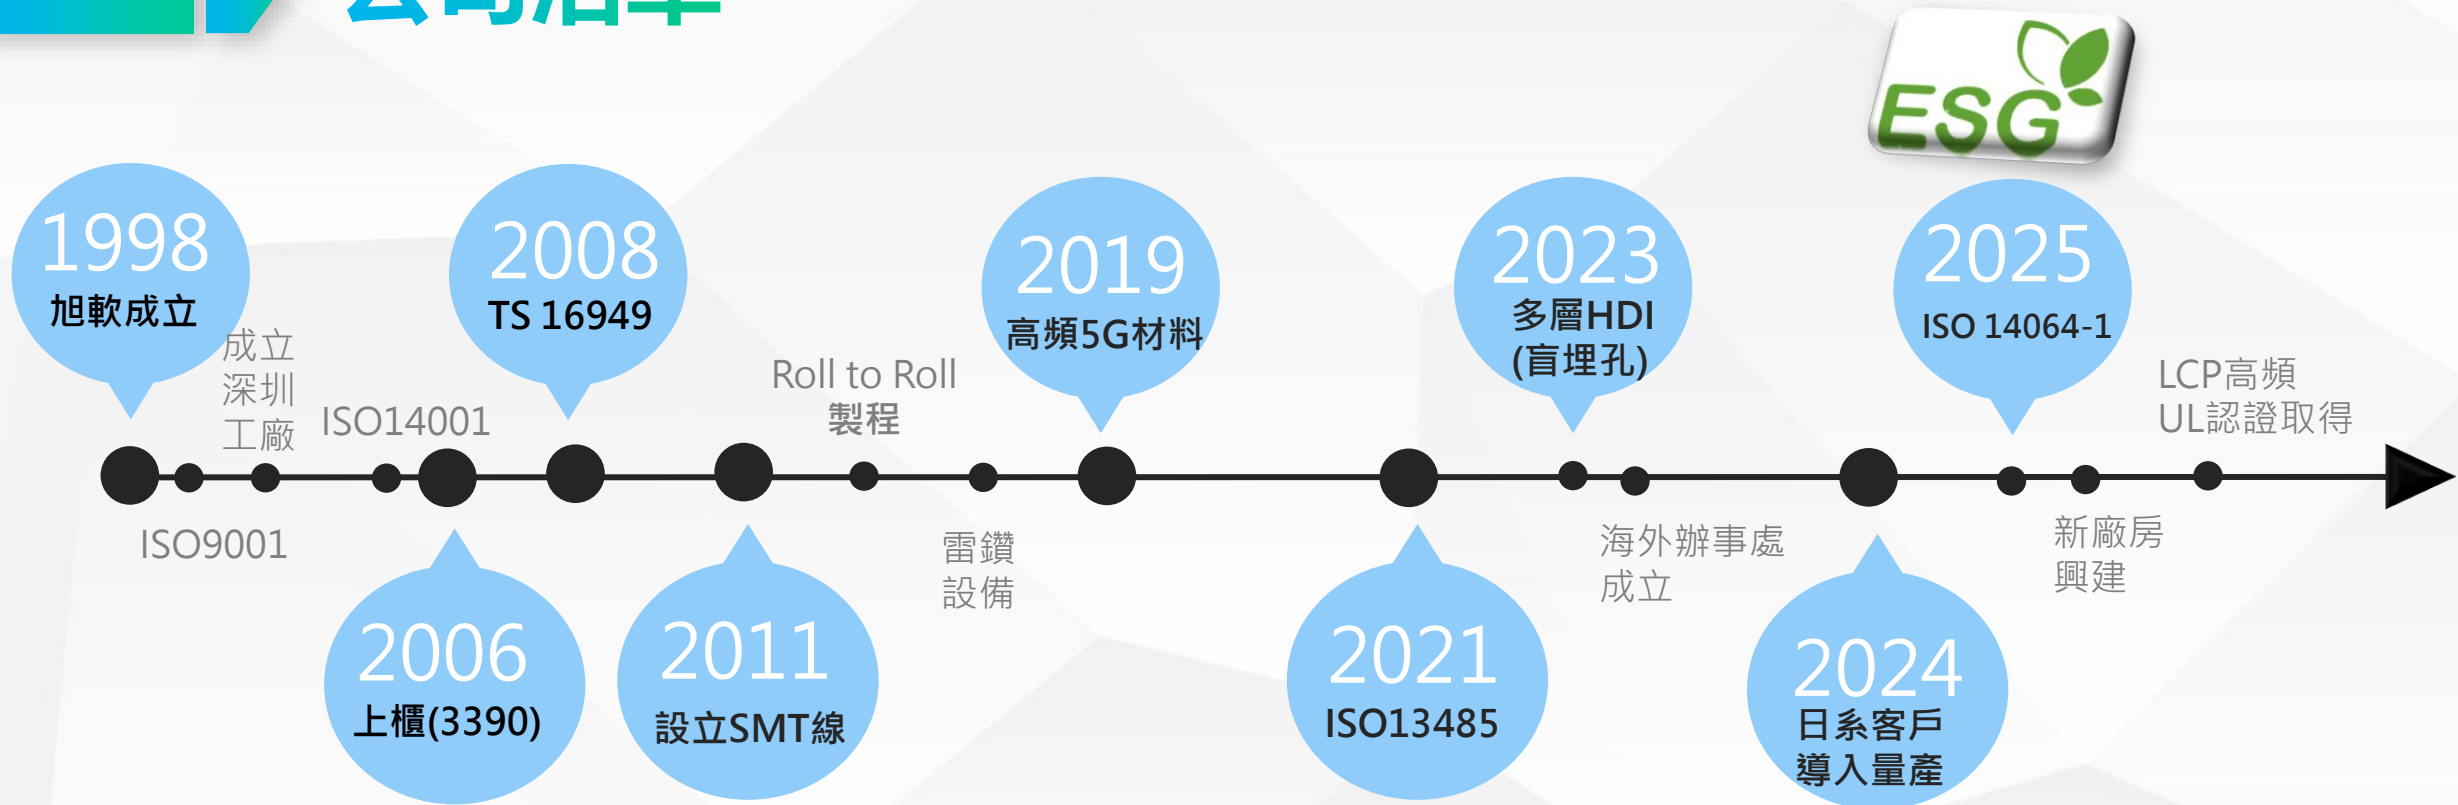 公司沿革
ESG
1998
旭軟成立
ISO9001
成立
深圳
工廠
ISO14001
2006
上櫃(3390)
2008
TS 16949
2011
設立SMT線
Roll to Roll
製程
雷鑽
設備
2019
高頻5G材料
2021
ISO13485
2023
多層HDI
(盲埋孔)
海外辦事處
成立
2024
日系客戶
導入量產
2025
ISO 14064-1
新廠房
興建
LCP高頻
UL認證取得